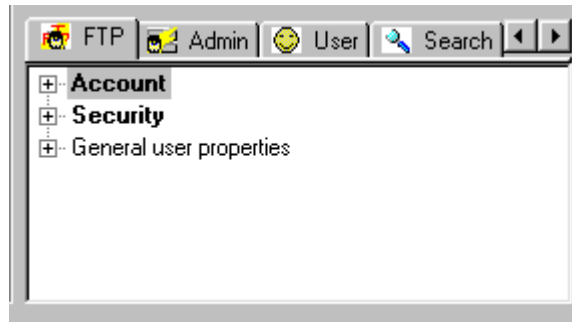 FTP Admin User Search
Account
Security
General user properties